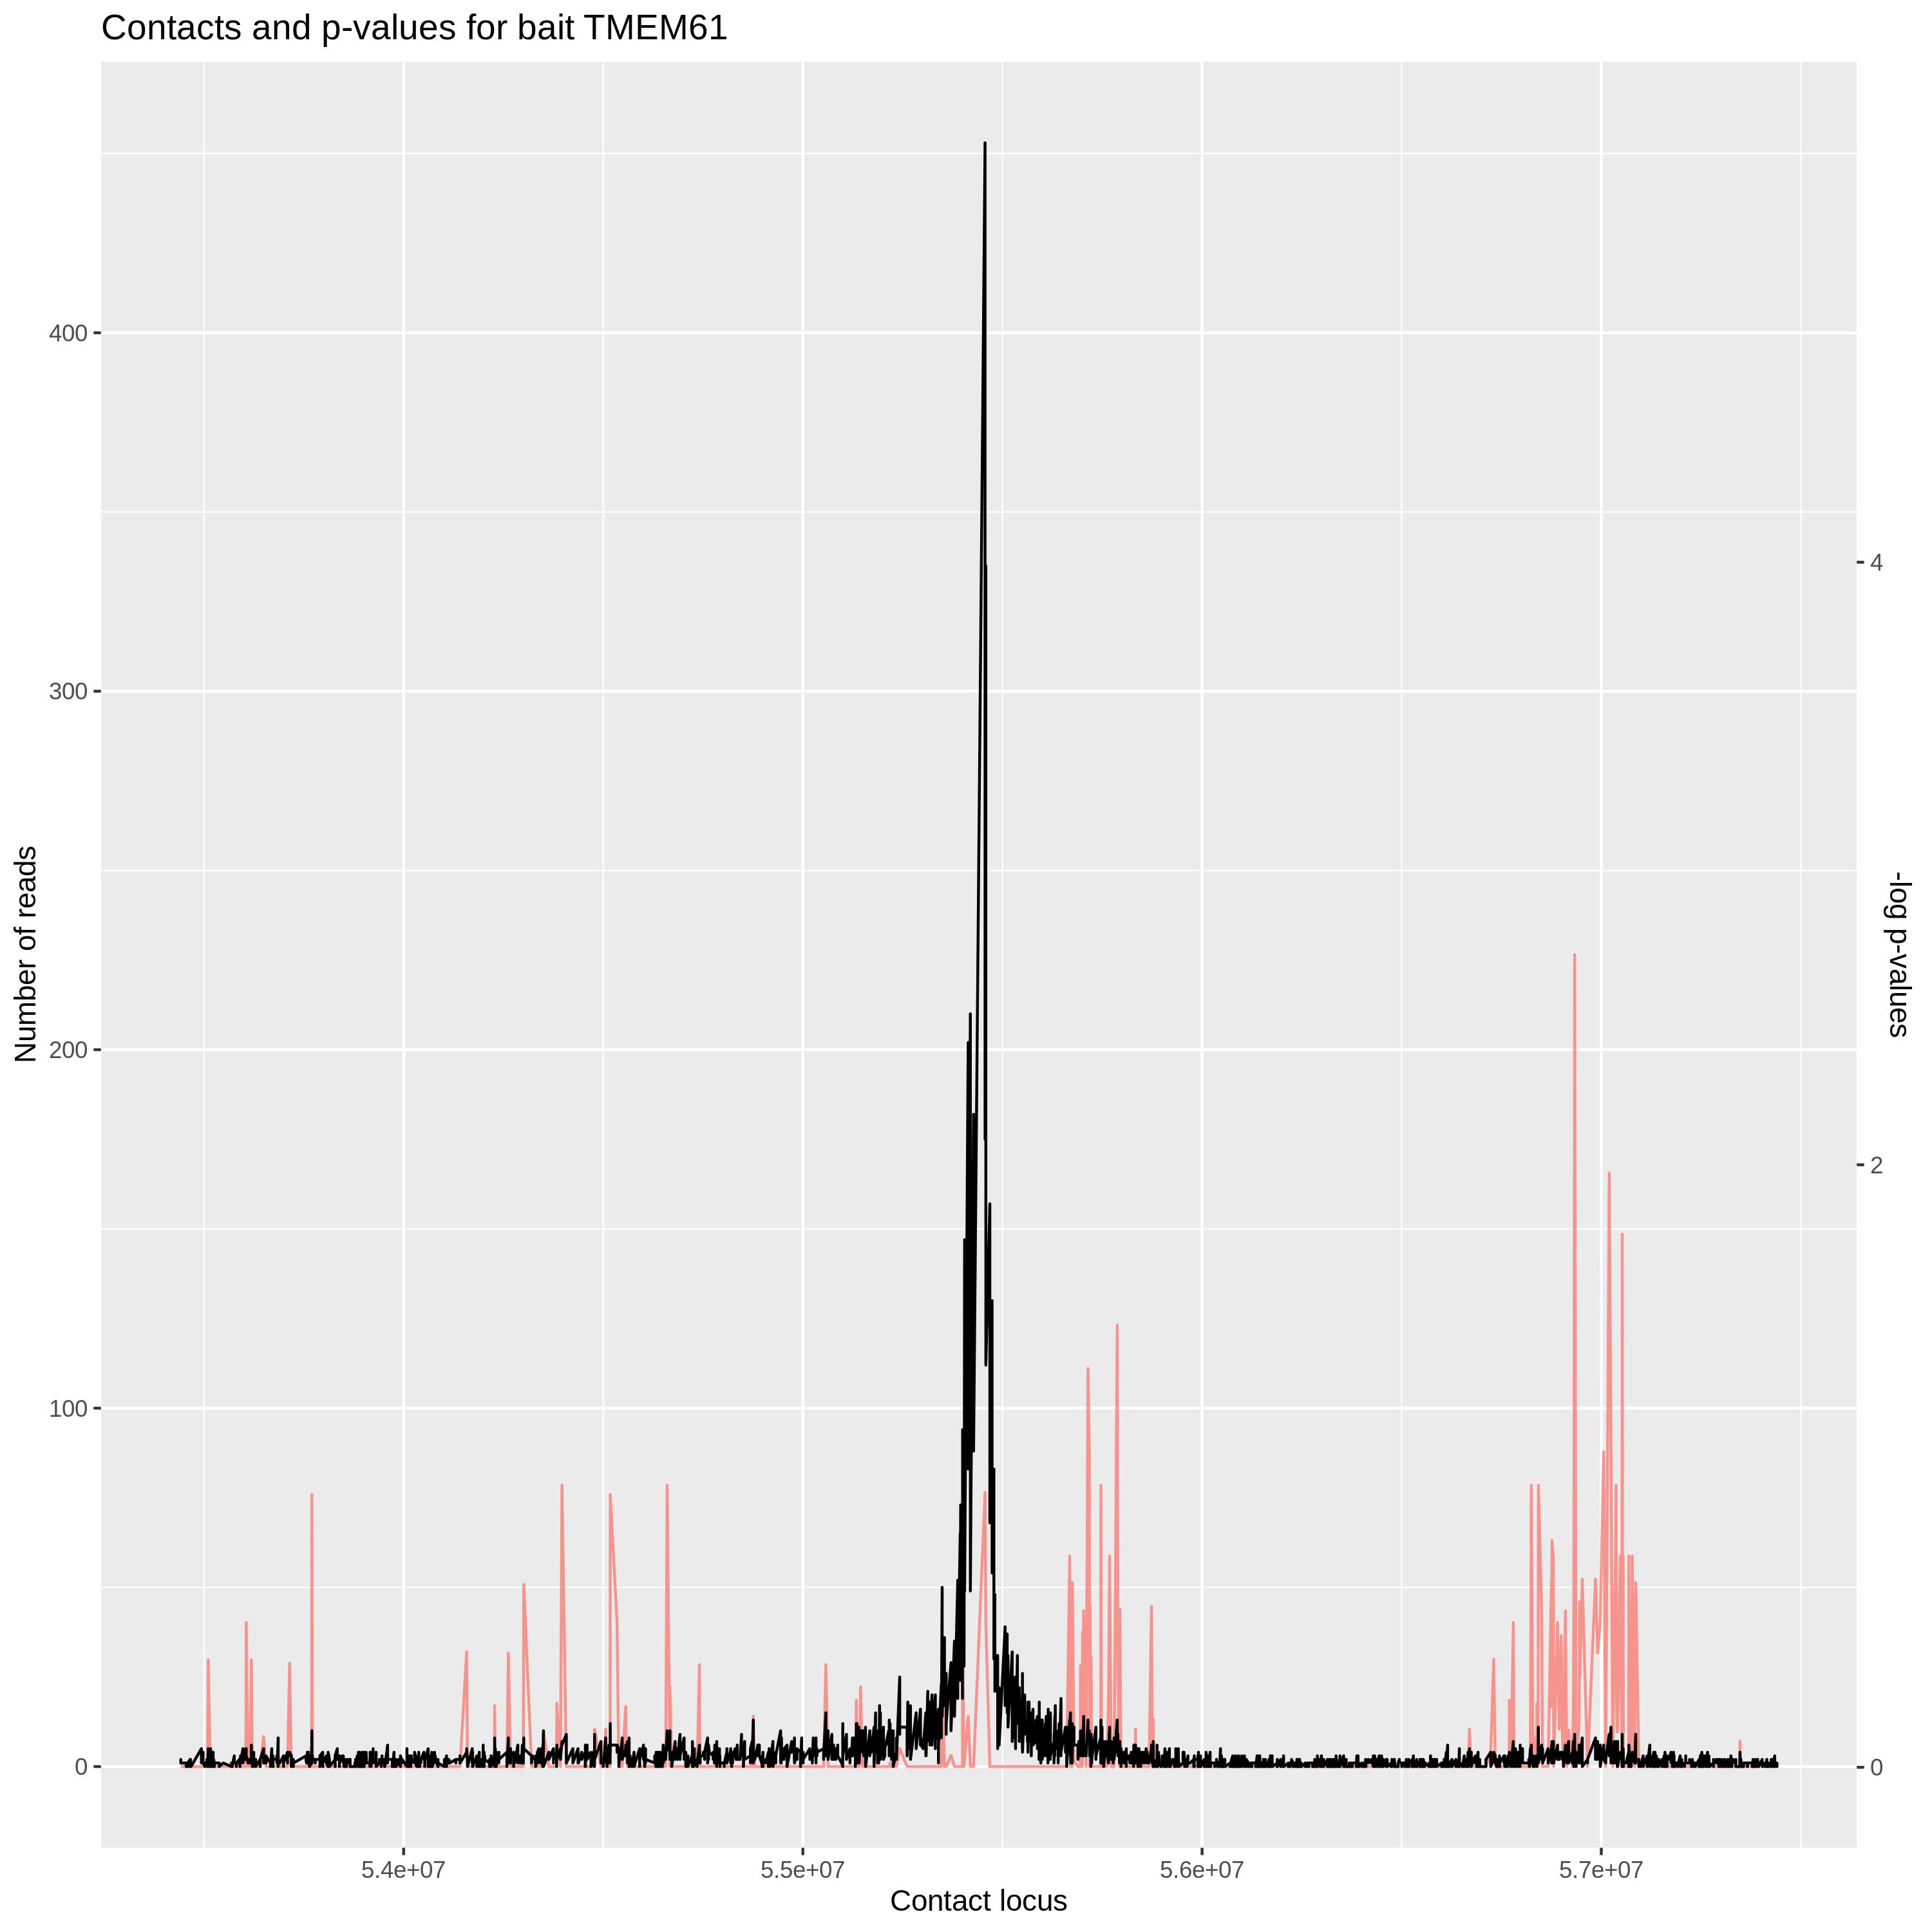 Contacts and p-values for bait TMEM61
Number of reads
400
300
200
100
0
4
2
0
-log p-values
5.4e+07
5.5e+07
5.6e+07
5.7e+07
Contact locus